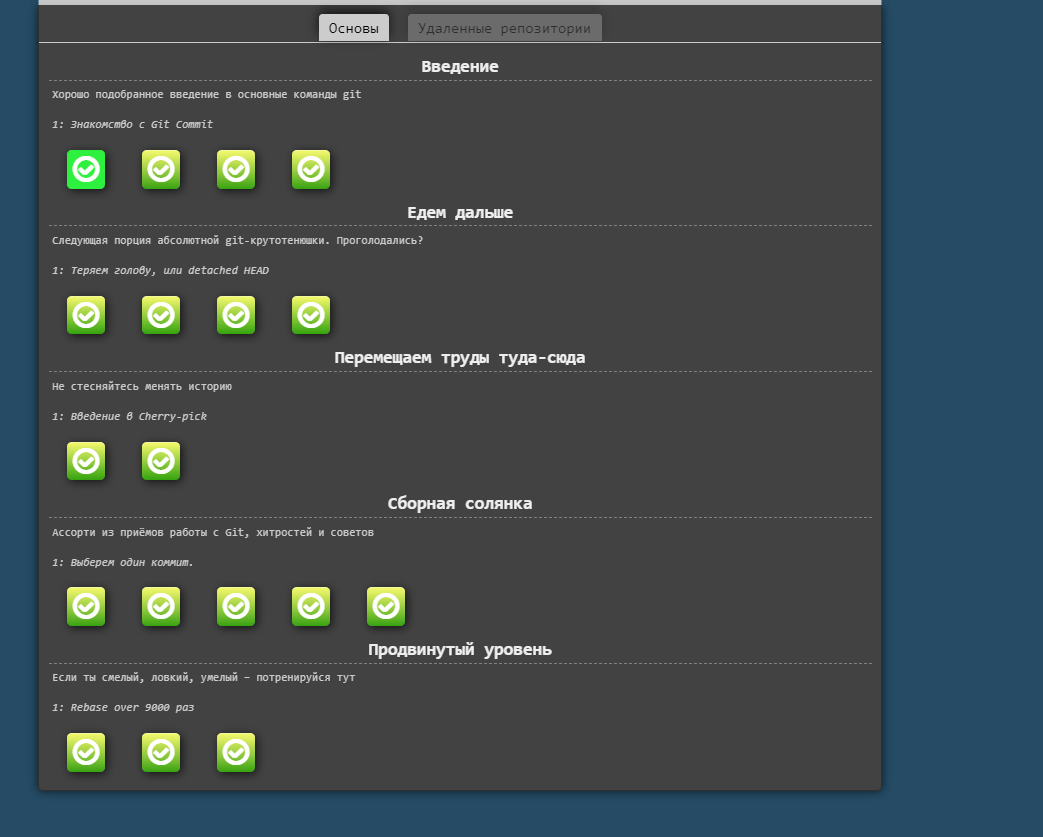 Основы Удаленные репозитории
Введение
Хорошо подобранное введение в основные команды git
1: Знакомство с Git Commit
Едем дальше
Следующая порция абсолютной git-крутотенюшки. Проголодались?
1: Теряем голову, или detached HEAD
Перемещаем труды туда-сюда
Не стесняйтесь менять историю
1: Введение в Cherry-pick
Сборная солянка
Ассорти из приёмов работы с Git, хитростей и советов
1: Выберем один коммит.
Продвинутый уровень
Если ты смелый, ловкий, умелый – потренируйся тут
1: Rebase over 9000 раз